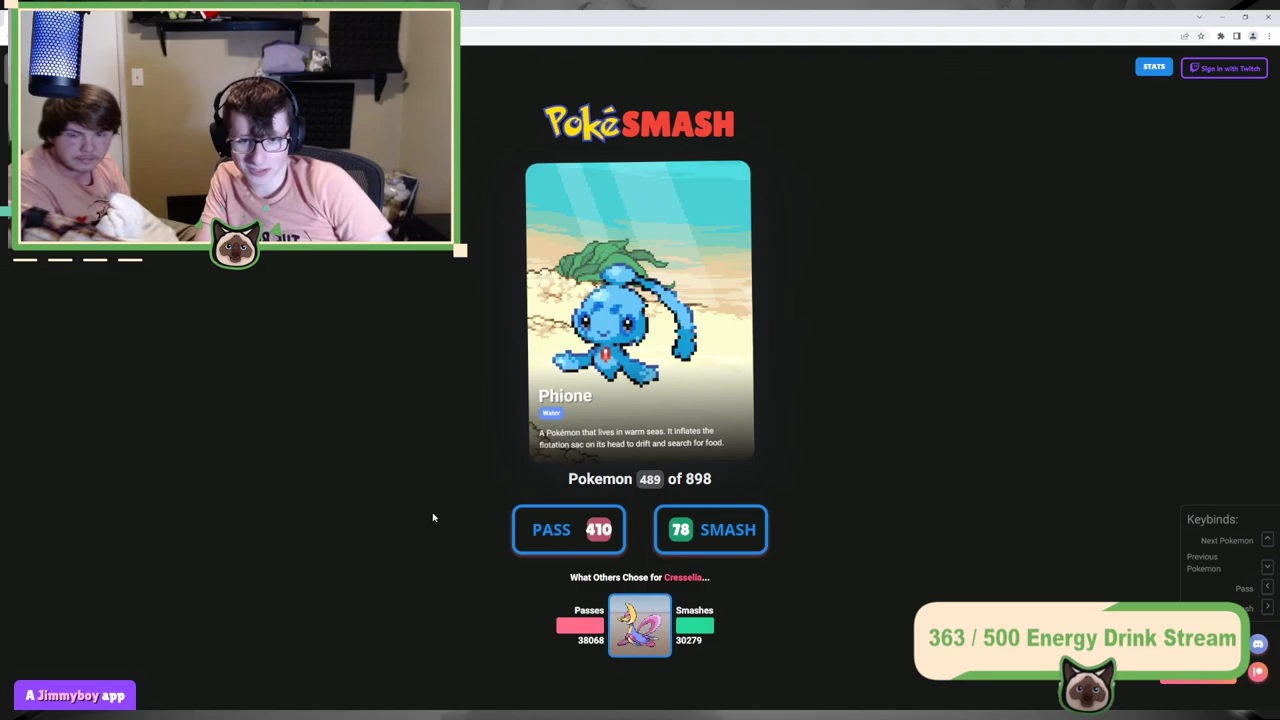 STATS
Sign in with Twitch
PokéSMASH
Phione
Water
A Pokémon that lives in warm seas. It inflates the
flotation sac on its head to drift and search for food.
Pokemon 489 of 898
PASS 410
78 SMASH
What Others Chose for Cresselia...
Passes
38068
Smashes
30279
Keybinds:
Next Pokemon
Previous
Pokemon
Pass
363 / 500 Energy Drink Stream
A Jimmyboy app